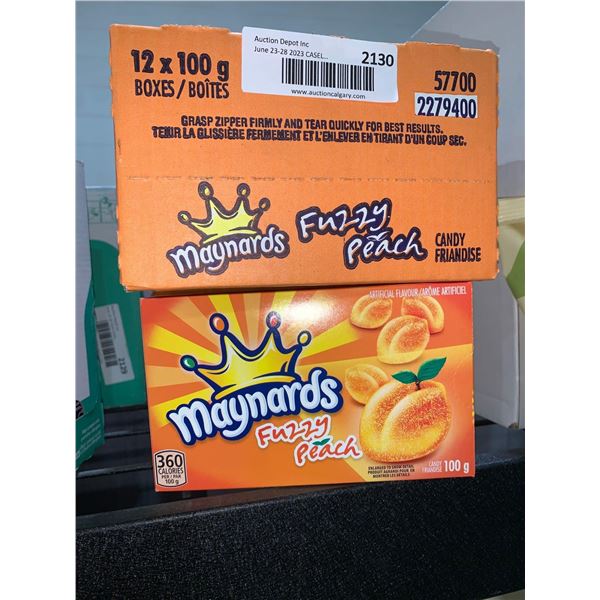 Auction Depot Inc
June 23-28 2023 CASEL...
2130
www.auctioncalgary.com
12 x 100 g
BOXES / BOÎTES
57700
2279400
GRASP ZIPPER FIRMLY AND TEAR QUICKLY FOR BEST RESULTS.
TENIR LA GLISSIÈRE FERMEMENT ET L'ENLEVER EN TIRANT D'UN COUP SEC.
maynards
Fuzzy
Peach
CANDY
FRIANDISE
ARTIFICIAL FLAVOUR/ARÔME ARTIFICIEL
maynards
Fuzzy
Peach
360
CALORIES
PER / PAR
100 g
ENLARGED TO SHOW DETAIL
PRODUIT AGRANDI POUR EN
MONTRER LES DÉTAILS
CANDY
FRIANDISE
100 g
2129